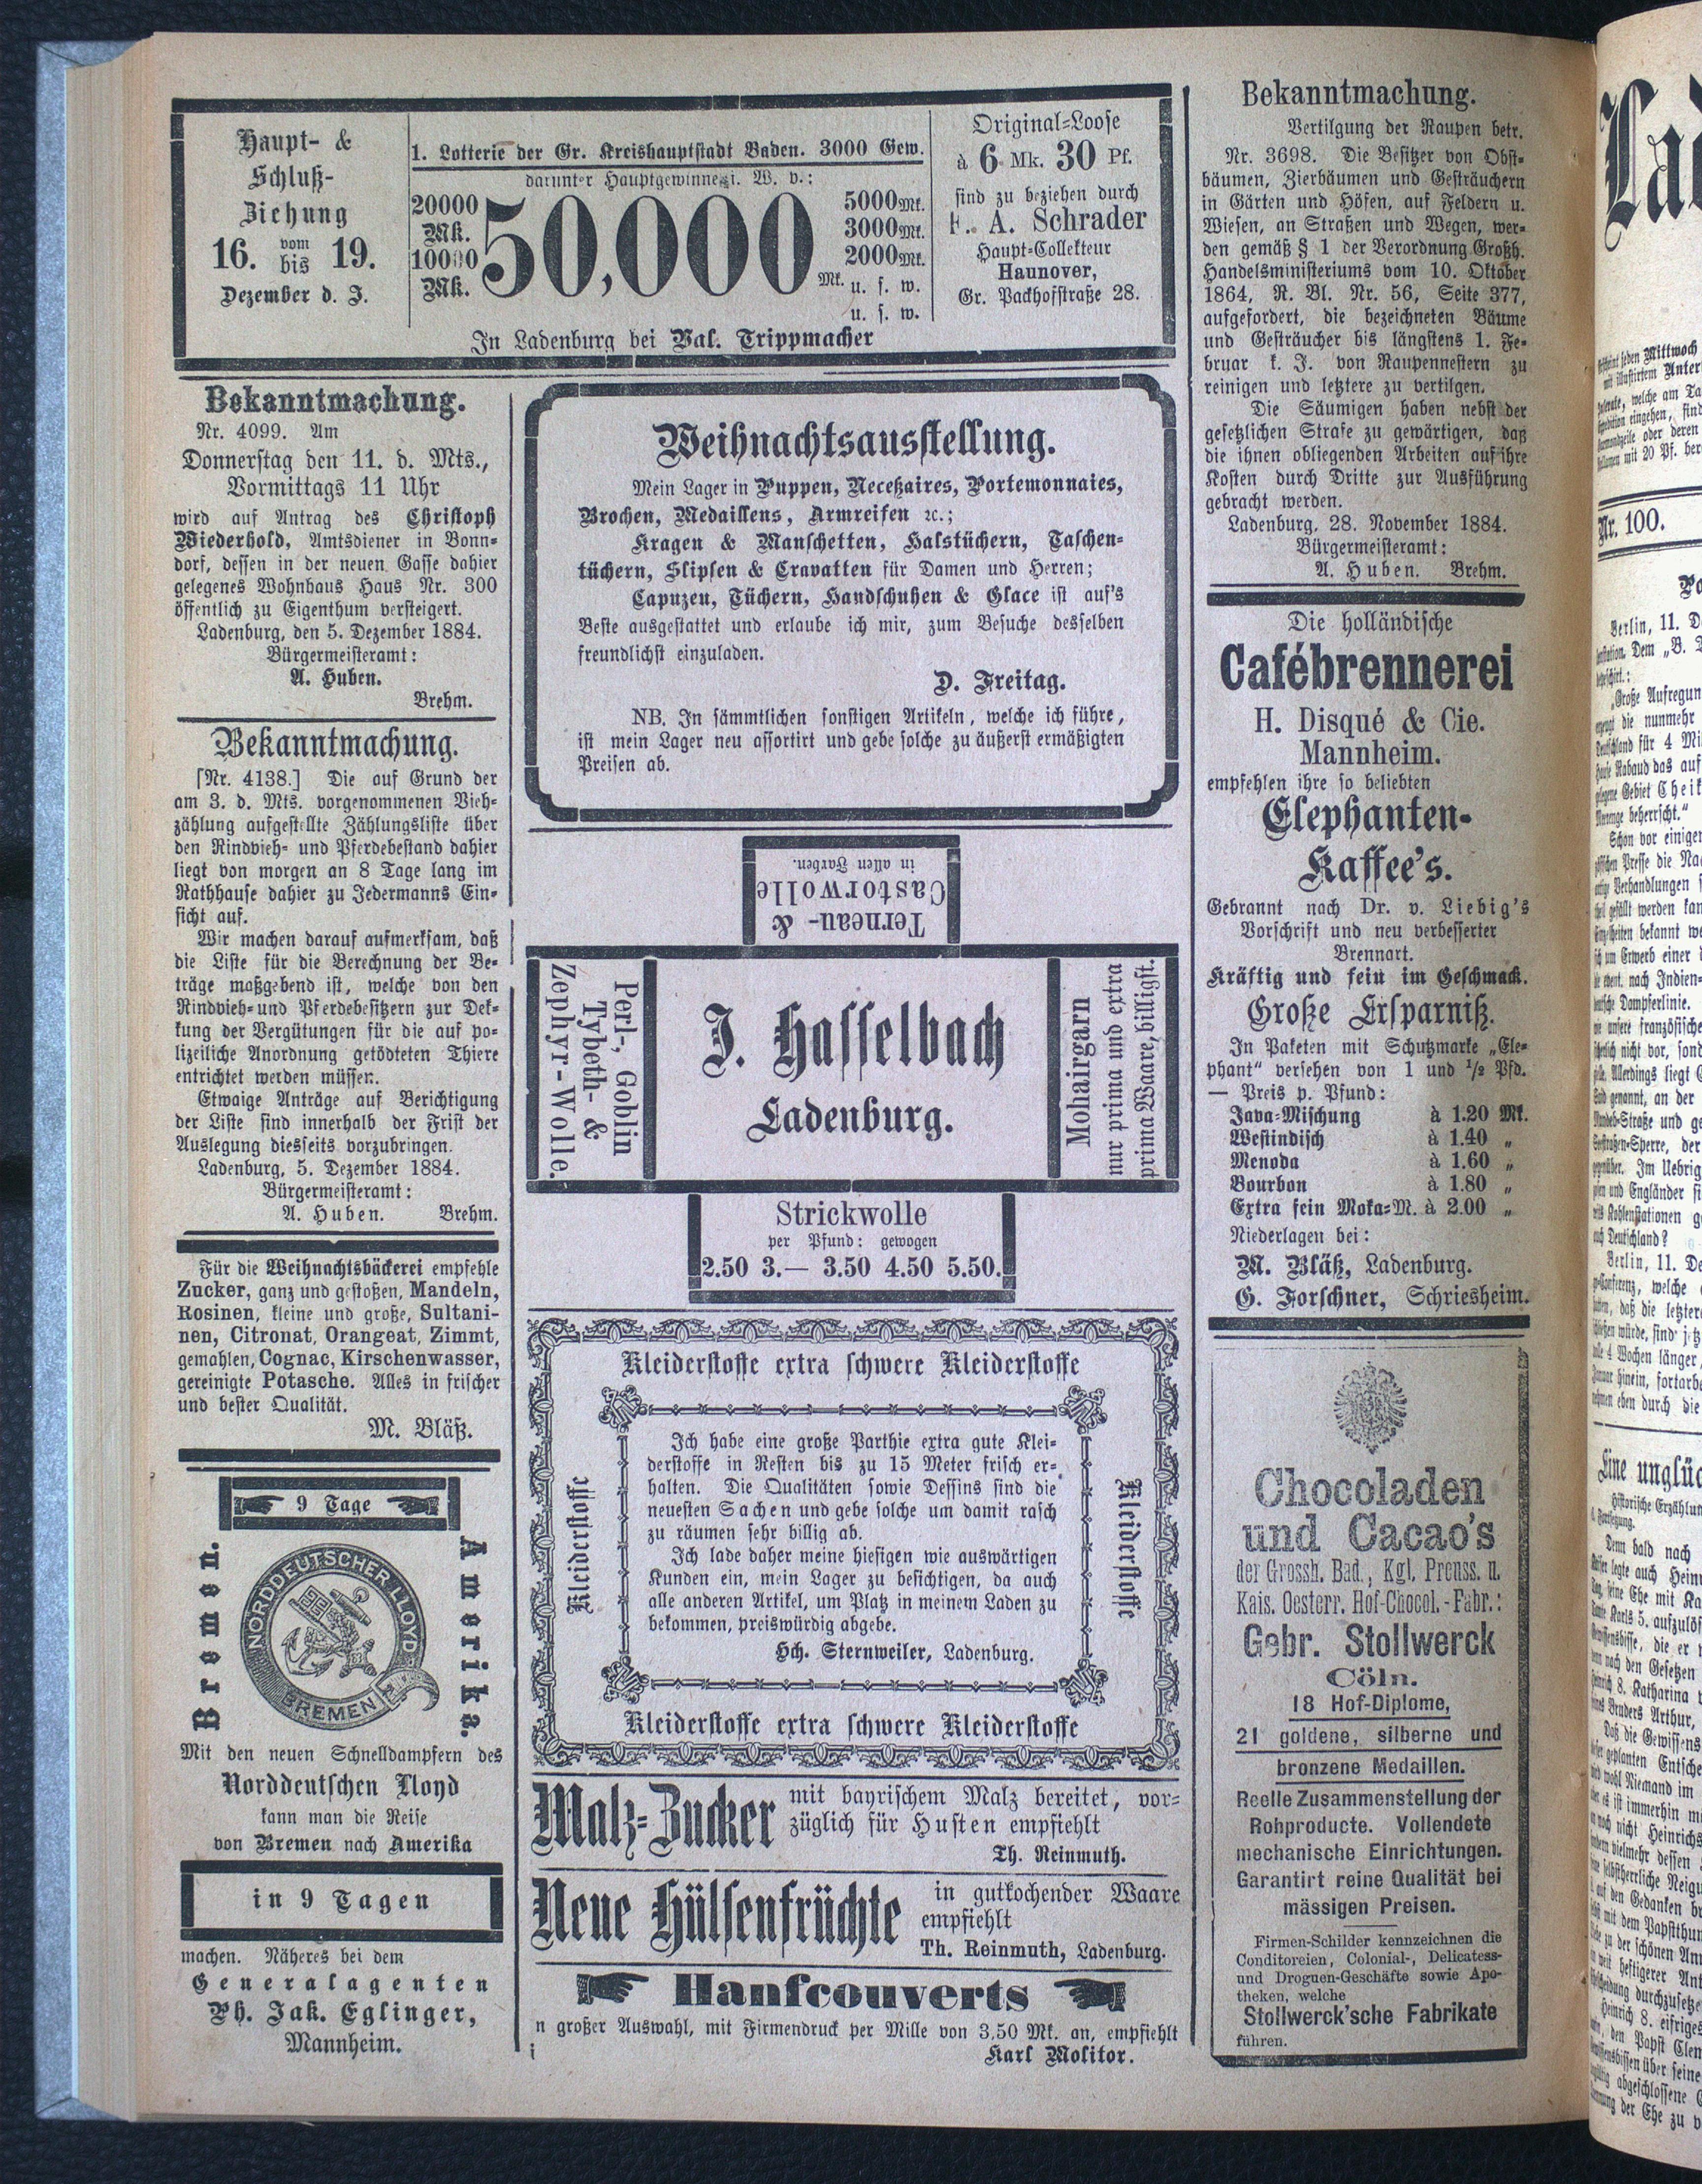 Haupt- &
Schluß-
Ziehung
16. vom bis 19.
Dezember d. J.
1. Lotterie der Gr. Kreishauptstadt Baden. 3000 Gew.
darunter Hauptgewinne i. W. v.:
20000 Mk.
10000 Mk.
50,000 Mk.
5000 Mk.
3000 Mk.
2000 Mk.
u. s. w.
u. s. w.
Original-Loose
à 6 Mk. 30 Pf.
sind zu beziehen durch
F. A. Schrader
Haupt-Collekteur
Hannover,
Gr. Packhofstraße 28.
In Ladenburg bei Val. Trippmacher
Bekanntmachung.
Nr. 4099. Am
Donnerstag den 11. d. Mts.,
Vormittags 11 Uhr
wird auf Antrag des Christoph
Wiederhold, Amtsdiener in Bonn-
dorf, dessen in der neuen Gasse dahier
gelegenes Wohnhaus Haus Nr. 300
öffentlich zu Eigenthum versteigert.
Ladenburg, den 5. Dezember 1884.
Bürgermeisteramt:
A. Huben.
Brehm.
Bekanntmachung.
[Nr. 4138.] Die auf Grund der
am 3. d. Mts. vorgenommenen Vieh-
zählung aufgestellte Zählungsliste über
den Rindvieh- und Pferdebestand dahier
liegt von morgen an 8 Tage lang im
Rathhause dahier zu Jedermanns Ein-
sicht auf.
Wir machen darauf aufmerksam, daß
die Liste für die Berechnung der Be-
träge maßgebend ist, welche von den
Rindvieh- und Pferdebesitzern zur Dek-
kung der Vergütungen für die auf po-
lizeiliche Anordnung getödteten Thiere
entrichtet werden müssen.
Etwaige Anträge auf Berichtigung
der Liste sind innerhalb der Frist der
Auslegung diesseits vorzubringen.
Ladenburg, 5. Dezember 1884.
Bürgermeisteramt:
A. Huben. Brehm.
Für die Weihnachtsbäckerei empfehle
Zucker, ganz und gestoßen, Mandeln,
Rosinen, kleine und große, Sultani-
nen, Citronat, Orangeat, Zimmt,
gemahlen, Cognac, Kirschenwasser,
gereinigte Potasche. Alles in frischer
und bester Qualität.
M. Bläß.
9 Tage
Bremen.
Amerika.
NORDDEUTSCHER LLOYD
BREMEN
Mit den neuen Schnelldampfern des
Norddeutschen Lloyd
kann man die Reise
von Bremen nach Amerika
in 9 Tagen
machen. Näheres bei dem
Generalagenten
Ph. Jak. Eglinger,
Mannheim.
Weihnachtsausstellung.
Mein Lager in Puppen, Neceßaires, Portemonnaies,
Brochen, Medaillens, Armreifen ꝛc.;
Kragen & Manschetten, Halstüchern, Taschen-
tüchern, Slipsen & Cravatten für Damen und Herren;
Capuzen, Tüchern, Handschuhen & Glace ist auf's
Beste ausgestattet und erlaube ich mir, zum Besuche desselben
freundlichst einzuladen.
D. Freitag.
NB. In sämmtlichen sonstigen Artikeln, welche ich führe,
ist mein Lager neu assortirt und gebe solche zu äußerst ermäßigten
Preisen ab.
Terneau- &
Castorwolle
in allen Farben.
Perl-, Goblin
Tybeth- &
Zephyr-Wolle.
J. Hasselbach
Ladenburg.
Mohairgarn
nur prima und extra
prima Waare, billigst.
Strickwolle
per Pfund: gewogen
2.50 3.— 3.50 4.50 5.50.
Kleiderstoffe extra schwere Kleiderstoffe
Kleiderstoffe
Ich habe eine große Parthie extra gute Klei-
derstoffe in Resten bis zu 15 Meter frisch er-
halten. Die Qualitäten sowie Dessins sind die
neuesten Sachen und gebe solche um damit rasch
zu räumen sehr billig ab.
Ich lade daher meine hiesigen wie auswärtigen
Kunden ein, mein Lager zu besichtigen, da auch
alle anderen Artikel, um Platz in meinem Laden zu
bekommen, preiswürdig abgebe.
Hch. Sternweiler, Ladenburg.
Kleiderstoffe
Kleiderstoffe extra schwere Kleiderstoffe
Malz-Zucker mit bayrischem Malz bereitet, vor-
züglich für Husten empfiehlt
Th. Reinmuth.
Neue Hülsenfrüchte in gutkochender Waare
empfiehlt
Th. Reinmuth, Ladenburg.
Hanfcouverts
n großer Auswahl, mit Firmendruck per Mille von 3,50 Mk. an, empfiehlt
i Karl Molitor.
Bekanntmachung.
Vertilgung der Raupen betr.
Nr. 3698. Die Besitzer von Obst-
bäumen, Zierbäumen und Gesträuchern
in Gärten und Höfen, auf Feldern u.
Wiesen, an Straßen und Wegen, wer-
den gemäß § 1 der Verordnung Großh.
Handelsministeriums vom 10. Oktober
1864, R. Bl. Nr. 56, Seite 377,
aufgefordert, die bezeichneten Bäume
und Gesträucher bis längstens 1. Fe-
bruar k. J. von Raupennestern zu
reinigen und letztere zu vertilgen.
Die Säumigen haben nebst der
gesetzlichen Strafe zu gewärtigen, daß
die ihnen obliegenden Arbeiten auf ihre
Kosten durch Dritte zur Ausführung
gebracht werden.
Ladenburg, 28. November 1884.
Bürgermeisteramt:
A. Huben. Brehm.
Die holländische
Cafébrennerei
H. Disqué & Cie.
Mannheim.
empfehlen ihre so beliebten
Elephanten-
Kaffee's.
Gebrannt nach Dr. v. Liebig's
Vorschrift und neu verbesserter
Brennart.
Kräftig und fein im Geschmack.
Große Ersparniß.
In Paketen mit Schutzmarke „Ele-
phant“ versehen von 1 und ½ Pfd.
— Preis p. Pfund:
Java-Mischung à 1.20 Mk.
Westindisch à 1.40 „
Menoda à 1.60 „
Bourbon à 1.80 „
Extra fein Moka-M. à 2.00 „
Niederlagen bei:
M. Bläß, Ladenburg.
G. Forschner, Schriesheim.
Chocoladen
und Cacao's
der Grossh. Bad., Kgl. Preuss. u.
Kais. Oesterr. Hof-Chocol.-Fabr.:
Gebr. Stollwerck
Cöln.
18 Hof-Diplome,
21 goldene, silberne und
bronzene Medaillen.
Reelle Zusammenstellung der
Rohproducte. Vollendete
mechanische Einrichtungen.
Garantirt reine Qualität bei
mässigen Preisen.
Firmen-Schilder kennzeichnen die
Conditoreien, Colonial-, Delicatess-
und Droguen-Geschäfte sowie Apo-
theken, welche
Stollwerck'sche Fabrikate
führen.
Nr. 100.
Berlin, 11. D